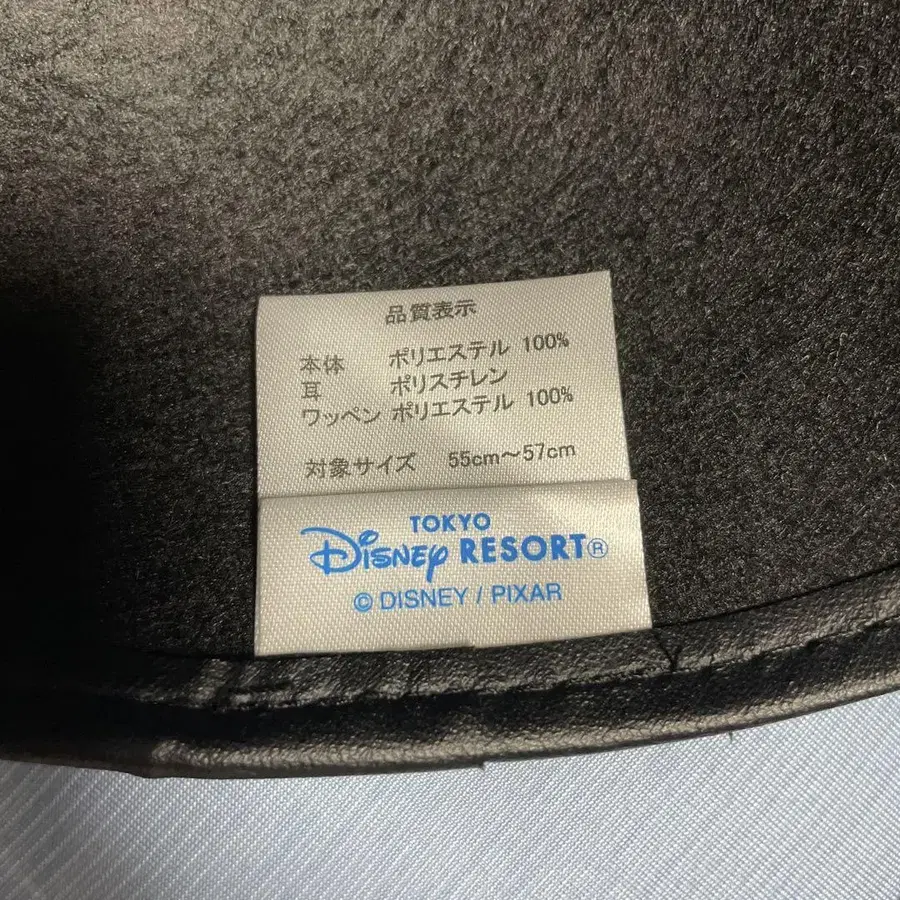 品質表示
本体 ポリエステル 100%
耳 ポリスチレン
ワッペン ポリエステル 100%
対象サイズ 55cm～57cm
TOKYO
Disney RESORT®
© DISNEY / PIXAR